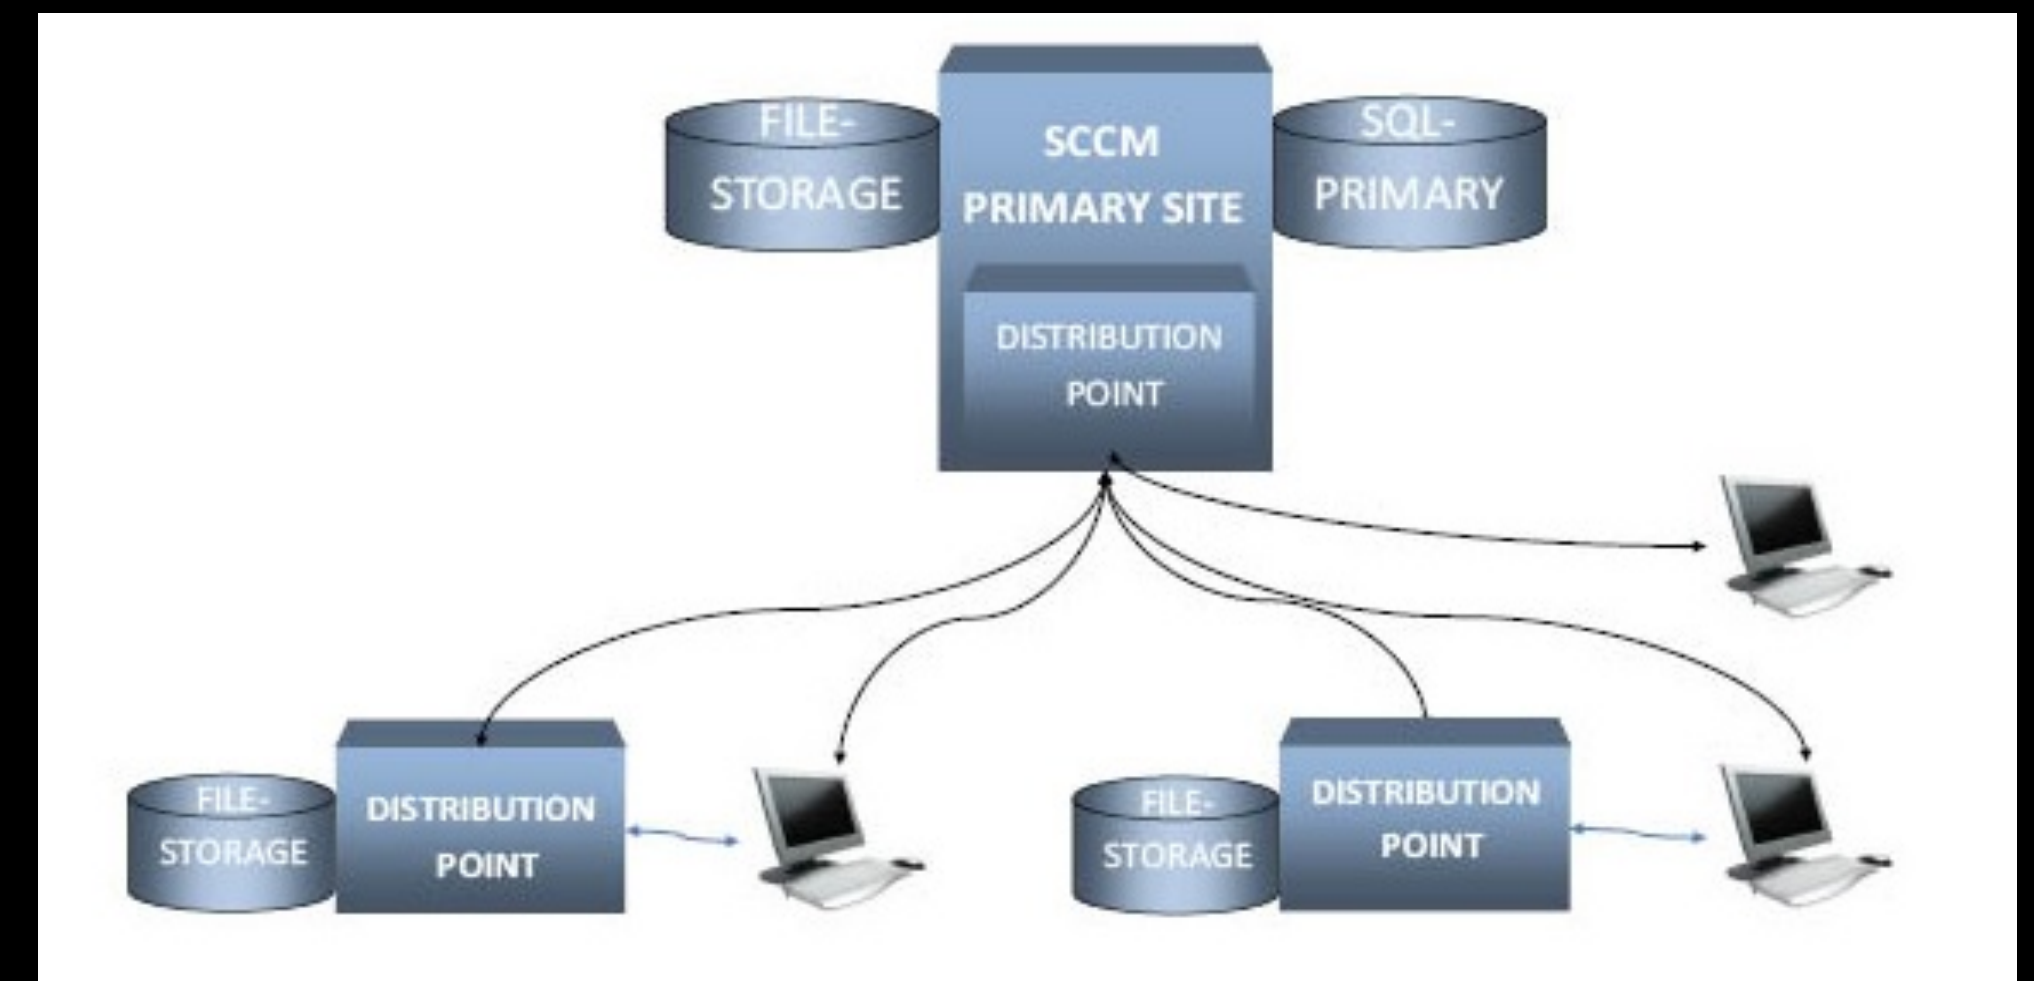 FILE-
STORAGE
SCCM
PRIMARY SITE
SQL-
PRIMARY
DISTRIBUTION
POINT
FILE-
STORAGE
DISTRIBUTION
POINT
FILE-
STORAGE
DISTRIBUTION
POINT